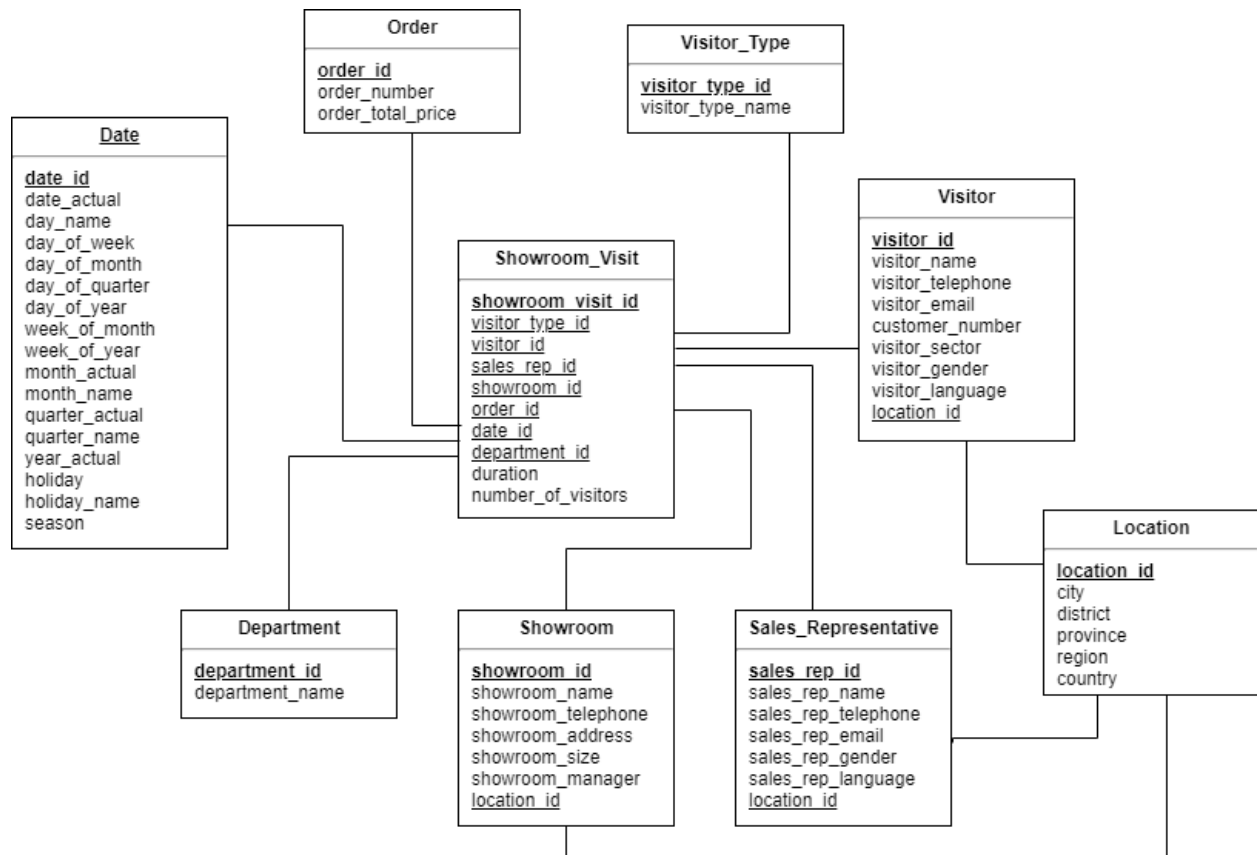 Order
order_id
order_number
order_total_price
Visitor_Type
visitor_type_id
visitor_type_name
Date
date_id
date_actual
day_name
day_of_week
day_of_month
day_of_quarter
day_of_year
week_of_month
week_of_year
month_actual
month_name
quarter_actual
quarter_name
year_actual
holiday
holiday_name
season
Visitor
visitor_id
visitor_name
visitor_telephone
visitor_email
customer_number
visitor_sector
visitor_gender
visitor_language
location_id
Showroom_Visit
showroom_visit_id
visitor_type_id
visitor_id
sales_rep_id
showroom_id
order_id
date_id
department_id
duration
number_of_visitors
Location
location_id
city
district
province
region
country
Department
department_id
department_name
Showroom
showroom_id
showroom_name
showroom_telephone
showroom_address
showroom_size
showroom_manager
location_id
Sales_Representative
sales_rep_id
sales_rep_name
sales_rep_telephone
sales_rep_email
sales_rep_gender
sales_rep_language
location_id